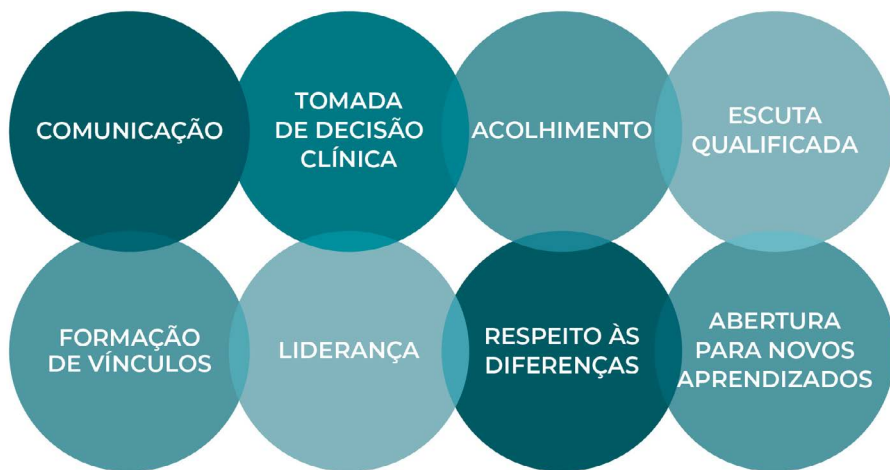 COMUNICAÇÃO
TOMADA
DE DECISÃO
CLÍNICA
ACOLHIMENTO
ESCUTA
QUALIFICADA
FORMAÇÃO
DE VÍNCULOS
LIDERANÇA
RESPEITO ÀS
DIFERENÇAS
ABERTURA
PARA NOVOS
APRENDIZADOS